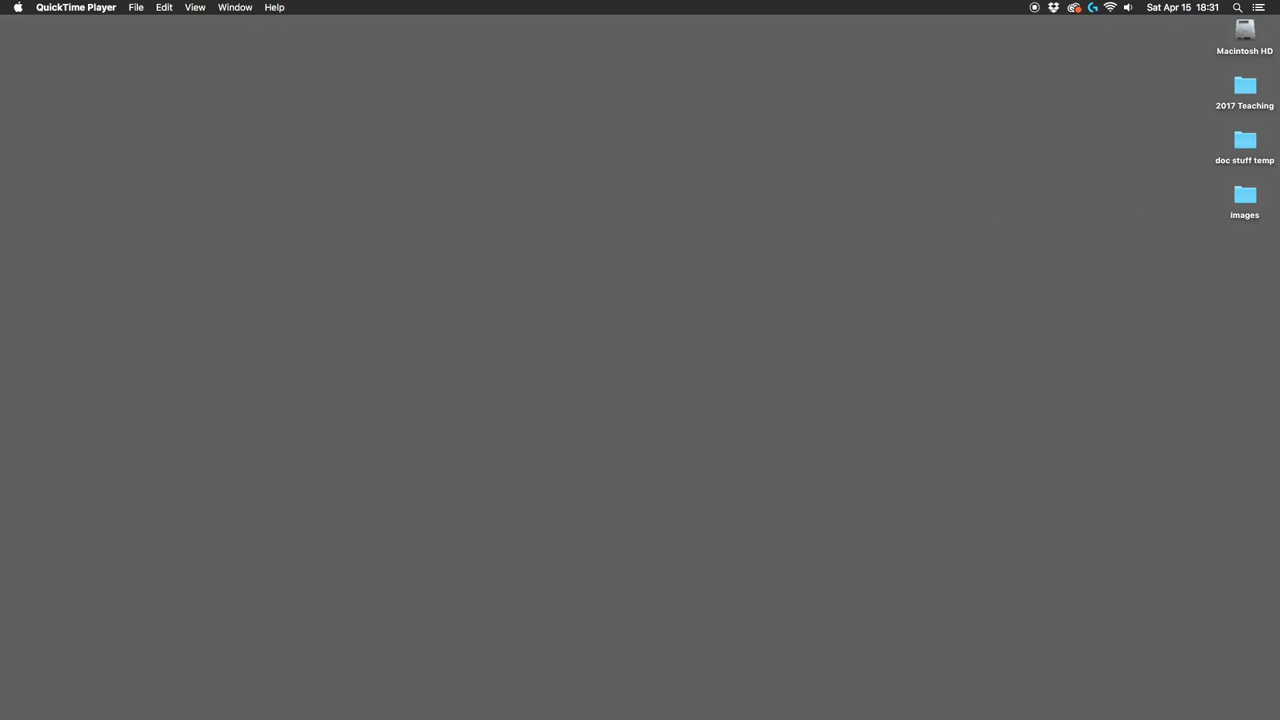 QuickTime Player File Edit View Window Help Sat Apr 15 18:31
Macintosh HD
2017 Teaching
doc stuff temp
images